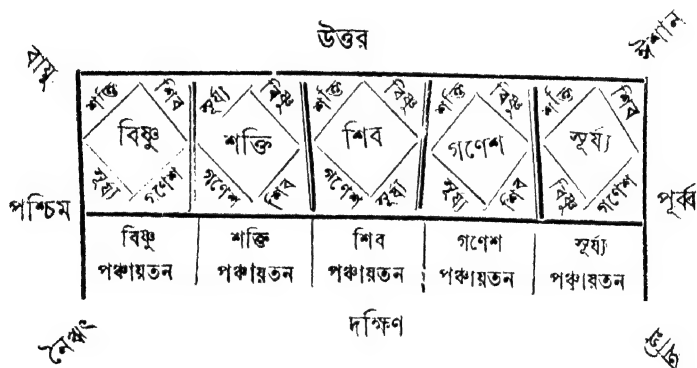 উত্তর
বায়ু
ঈশান
শক্তি শিব সূর্য্য বিষ্ণু শক্তি বিষ্ণু শক্তি বিষ্ণু শক্তি শিব
বিষ্ণু শক্তি শিব গণেশ সূর্য্য
সূর্য্য গণেশ গণেশ শিব গণেশ সূর্য্য সূর্য্য শিব বিষ্ণু গণেশ
পশ্চিম
পূর্ব্ব
বিষ্ণু শক্তি শিব গণেশ সূর্য্য
পঞ্চায়তন পঞ্চায়তন পঞ্চায়তন পঞ্চায়তন পঞ্চায়তন
নৈঋৎ
দক্ষিণ